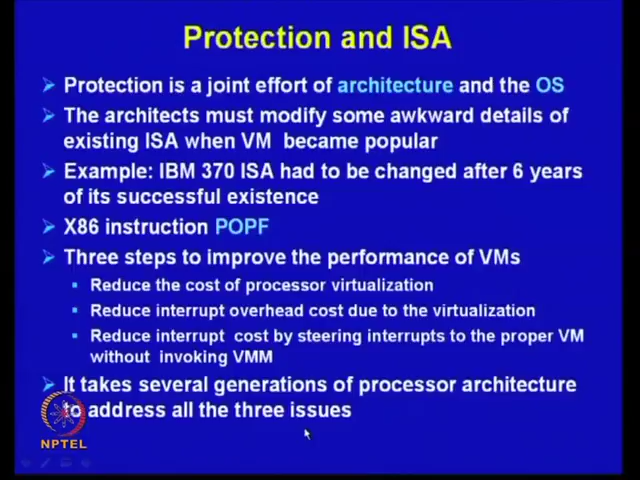 Protection and ISA
Protection is a joint effort of architecture and the OS
The architects must modify some awkward details of
existing ISA when VM became popular
Example: IBM 370 ISA had to be changed after 6 years
of its successful existence
X86 instruction POPF
Three steps to improve the performance of VMs
Reduce the cost of processor virtualization
Reduce interrupt overhead cost due to the virtualization
Reduce interrupt cost by steering interrupts to the proper VM
without invoking VMM
It takes several generations of processor architecture
to address all the three issues
NPTEL